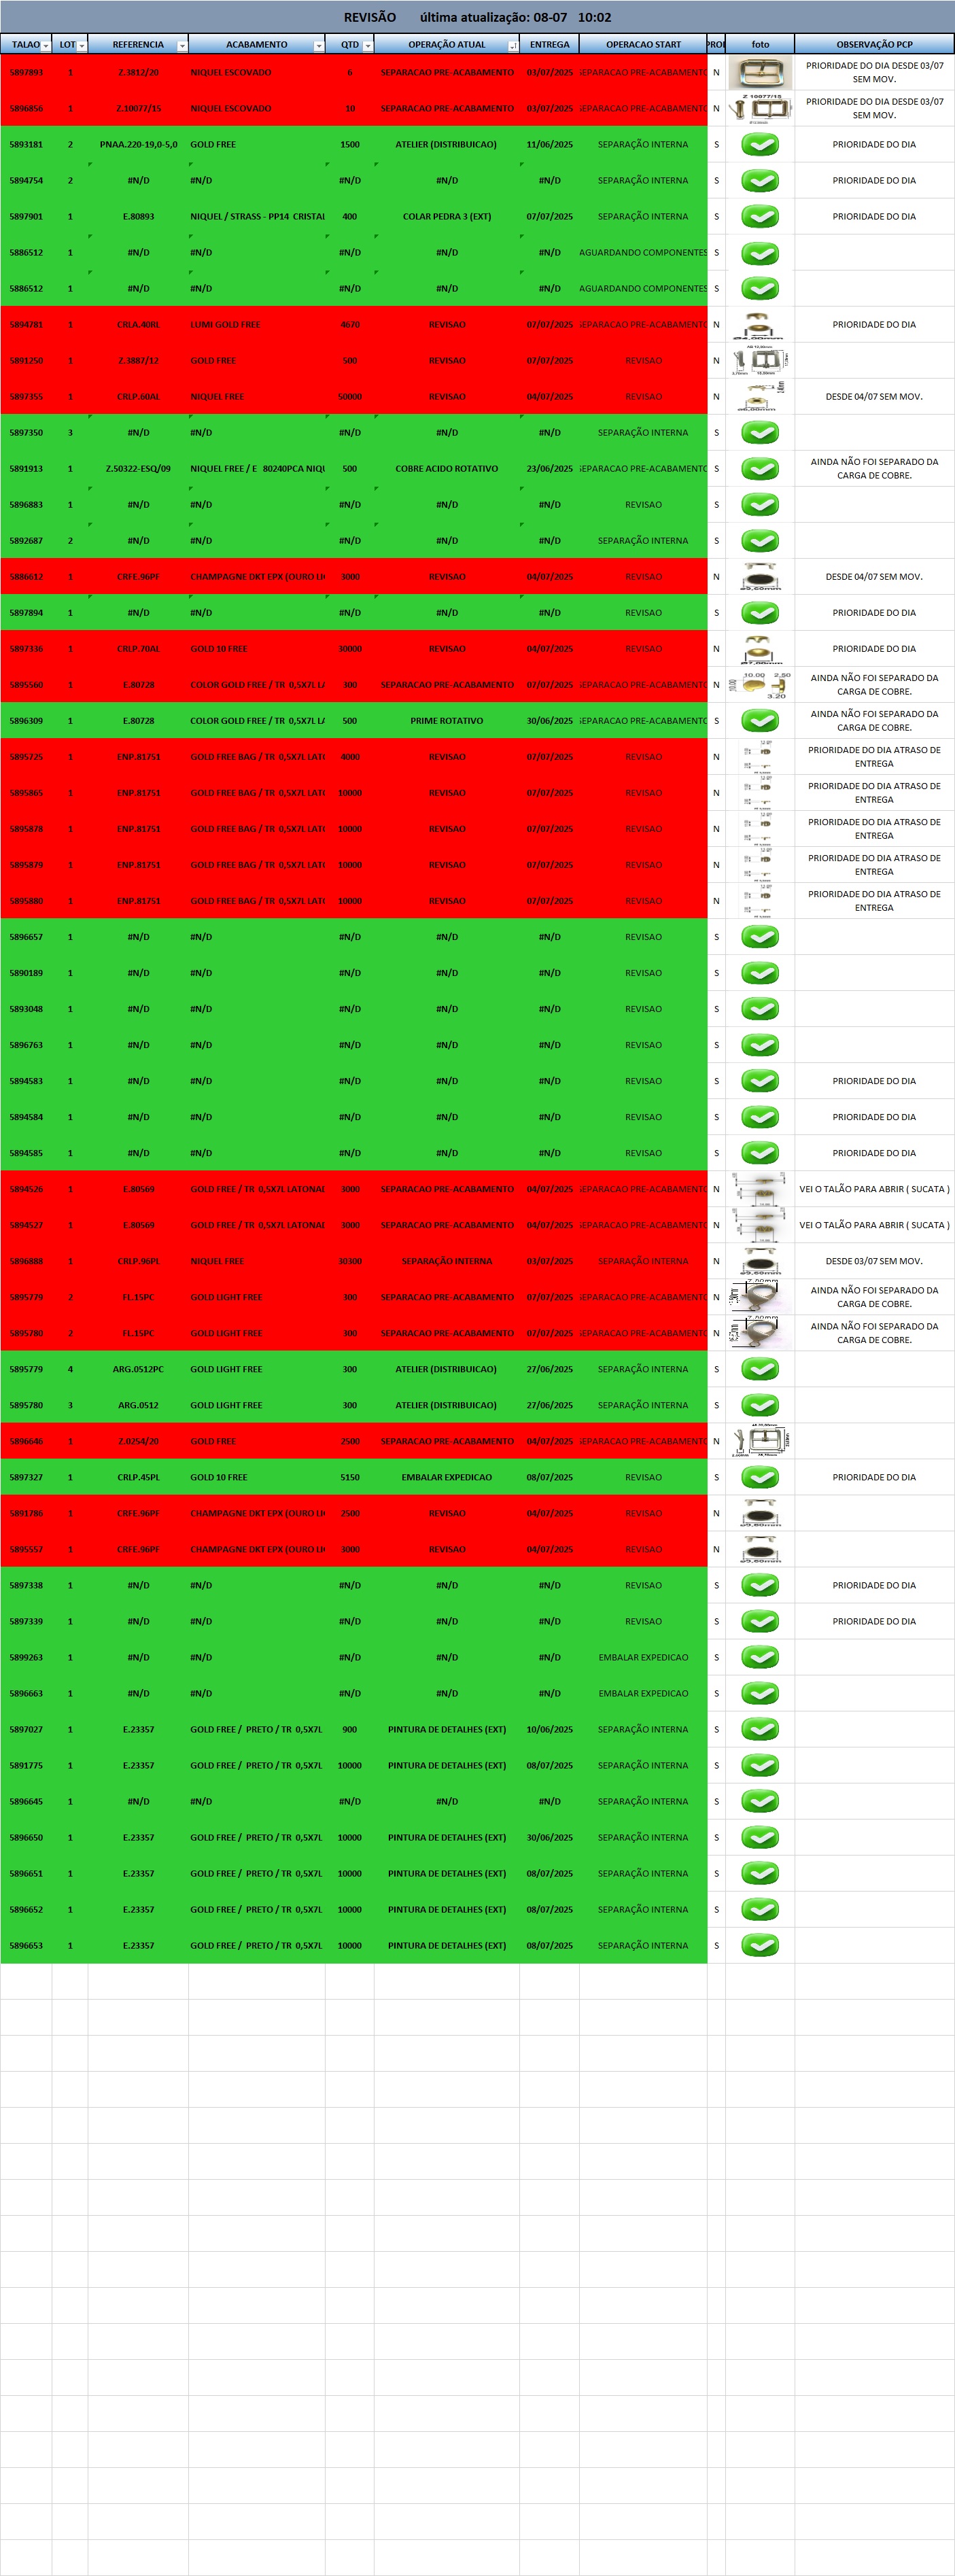 REVISÃO última atualização: 08-07 10:02
TALAO LOT REFERENCIA ACABAMENTO QTD OPERAÇÃO ATUAL ENTREGA OPERACAO START PROI foto OBSERVAÇÃO PCP
5897893 1 Z.3812/20 NIQUEL ESCOVADO 6 SEPARACAO PRE-ACABAMENTO 03/07/2025 SEPARACAO PRE-ACABAMENTO N PRIORIDADE DO DIA DESDE 03/07
SEM MOV.
5896856 1 Z.10077/15 NIQUEL ESCOVADO 10 SEPARACAO PRE-ACABAMENTO 03/07/2025 SEPARACAO PRE-ACABAMENTO N Z 10077/15 PRIORIDADE DO DIA DESDE 03/07
SEM MOV.
5893181 2 PNAA.220-19,0-5,0 GOLD FREE 1500 ATELIER (DISTRIBUICAO) 11/06/2025 SEPARAÇÃO INTERNA S PRIORIDADE DO DIA
5894754 2 #N/D #N/D #N/D #N/D #N/D SEPARAÇÃO INTERNA S PRIORIDADE DO DIA
5897901 1 E.80893 NIQUEL / STRASS - PP14 CRISTAL 400 COLAR PEDRA 3 (EXT) 07/07/2025 SEPARAÇÃO INTERNA S PRIORIDADE DO DIA
5886512 1 #N/D #N/D #N/D #N/D #N/D AGUARDANDO COMPONENTES S
5886512 1 #N/D #N/D #N/D #N/D #N/D AGUARDANDO COMPONENTES S
5894781 1 CRLA.40RL LUMI GOLD FREE 4670 REVISAO 07/07/2025 SEPARACAO PRE-ACABAMENTO N PRIORIDADE DO DIA
5891250 1 Z.3887/12 GOLD FREE 500 REVISAO 07/07/2025 REVISAO N
5897355 1 CRLP.60AL NIQUEL FREE 50000 REVISAO 04/07/2025 REVISAO N DESDE 04/07 SEM MOV.
5897350 3 #N/D #N/D #N/D #N/D #N/D SEPARAÇÃO INTERNA S
5891913 1 Z.50322-ESQ/09 NIQUEL FREE / E 80240PCA NIQU 500 COBRE ACIDO ROTATIVO 23/06/2025 SEPARACAO PRE-ACABAMENTO S AINDA NÃO FOI SEPARADO DA
CARGA DE COBRE.
5896883 1 #N/D #N/D #N/D #N/D #N/D REVISAO S
5892687 2 #N/D #N/D #N/D #N/D #N/D SEPARAÇÃO INTERNA S
5886612 1 CRFE.96PF CHAMPAGNE DKT EPX (OURO LI 3000 REVISAO 04/07/2025 REVISAO N DESDE 04/07 SEM MOV.
5897894 1 #N/D #N/D #N/D #N/D #N/D REVISAO S PRIORIDADE DO DIA
5897336 1 CRLP.70AL GOLD 10 FREE 30000 REVISAO 04/07/2025 REVISAO N PRIORIDADE DO DIA
5895560 1 E.80728 COLOR GOLD FREE / TR 0,5X7L LA 300 SEPARACAO PRE-ACABAMENTO 07/07/2025 SEPARACAO PRE-ACABAMENTO N 10.00 2,50 10,00 3.20 AINDA NÃO FOI SEPARADO DA
CARGA DE COBRE.
5896309 1 E.80728 COLOR GOLD FREE / TR 0,5X7L LA 500 PRIME ROTATIVO 30/06/2025 SEPARACAO PRE-ACABAMENTO S AINDA NÃO FOI SEPARADO DA
CARGA DE COBRE.
5895725 1 ENP.81751 GOLD FREE BAG / TR 0,5X7L LATO 4000 REVISAO 07/07/2025 REVISAO N PRIORIDADE DO DIA ATRASO DE
ENTREGA
5895865 1 ENP.81751 GOLD FREE BAG / TR 0,5X7L LATO 10000 REVISAO 07/07/2025 REVISAO N PRIORIDADE DO DIA ATRASO DE
ENTREGA
5895878 1 ENP.81751 GOLD FREE BAG / TR 0,5X7L LATO 10000 REVISAO 07/07/2025 REVISAO N PRIORIDADE DO DIA ATRASO DE
ENTREGA
5895879 1 ENP.81751 GOLD FREE BAG / TR 0,5X7L LATO 10000 REVISAO 07/07/2025 REVISAO N PRIORIDADE DO DIA ATRASO DE
ENTREGA
5895880 1 ENP.81751 GOLD FREE BAG / TR 0,5X7L LATO 10000 REVISAO 07/07/2025 REVISAO N PRIORIDADE DO DIA ATRASO DE
ENTREGA
5896657 1 #N/D #N/D #N/D #N/D #N/D REVISAO S
5890189 1 #N/D #N/D #N/D #N/D #N/D REVISAO S
5893048 1 #N/D #N/D #N/D #N/D #N/D REVISAO S
5896763 1 #N/D #N/D #N/D #N/D #N/D REVISAO S
5894583 1 #N/D #N/D #N/D #N/D #N/D REVISAO S PRIORIDADE DO DIA
5894584 1 #N/D #N/D #N/D #N/D #N/D REVISAO S PRIORIDADE DO DIA
5894585 1 #N/D #N/D #N/D #N/D #N/D REVISAO S PRIORIDADE DO DIA
5894526 1 E.80569 GOLD FREE / TR 0,5X7L LATONAD 3000 SEPARACAO PRE-ACABAMENTO 04/07/2025 SEPARACAO PRE-ACABAMENTO N VEI O TALÃO PARA ABRIR ( SUCATA )
5894527 1 E.80569 GOLD FREE / TR 0,5X7L LATONAD 3000 SEPARACAO PRE-ACABAMENTO 04/07/2025 SEPARACAO PRE-ACABAMENTO N VEI O TALÃO PARA ABRIR ( SUCATA )
5896888 1 CRLP.96PL NIQUEL FREE 30300 SEPARAÇÃO INTERNA 03/07/2025 SEPARAÇÃO INTERNA N DESDE 03/07 SEM MOV.
5895779 2 FL.15PC GOLD LIGHT FREE 300 SEPARACAO PRE-ACABAMENTO 07/07/2025 SEPARACAO PRE-ACABAMENTO N AINDA NÃO FOI SEPARADO DA
CARGA DE COBRE.
5895780 2 FL.15PC GOLD LIGHT FREE 300 SEPARACAO PRE-ACABAMENTO 07/07/2025 SEPARACAO PRE-ACABAMENTO N AINDA NÃO FOI SEPARADO DA
CARGA DE COBRE.
5895779 4 ARG.0512PC GOLD LIGHT FREE 300 ATELIER (DISTRIBUICAO) 27/06/2025 SEPARAÇÃO INTERNA S
5895780 3 ARG.0512 GOLD LIGHT FREE 300 ATELIER (DISTRIBUICAO) 27/06/2025 SEPARAÇÃO INTERNA S
5896646 1 Z.0254/20 GOLD FREE 2500 SEPARACAO PRE-ACABAMENTO 04/07/2025 SEPARACAO PRE-ACABAMENTO N
5897327 1 CRLP.45PL GOLD 10 FREE 5150 EMBALAR EXPEDICAO 08/07/2025 REVISAO S PRIORIDADE DO DIA
5891786 1 CRFE.96PF CHAMPAGNE DKT EPX (OURO LI 2500 REVISAO 04/07/2025 REVISAO N
5895557 1 CRFE.96PF CHAMPAGNE DKT EPX (OURO LI 3000 REVISAO 04/07/2025 REVISAO N
5897338 1 #N/D #N/D #N/D #N/D #N/D REVISAO S PRIORIDADE DO DIA
5897339 1 #N/D #N/D #N/D #N/D #N/D REVISAO S PRIORIDADE DO DIA
5899263 1 #N/D #N/D #N/D #N/D #N/D EMBALAR EXPEDICAO S
5896663 1 #N/D #N/D #N/D #N/D #N/D EMBALAR EXPEDICAO S
5897027 1 E.23357 GOLD FREE / PRETO / TR 0,5X7L 900 PINTURA DE DETALHES (EXT) 10/06/2025 SEPARAÇÃO INTERNA S
5891775 1 E.23357 GOLD FREE / PRETO / TR 0,5X7L 10000 PINTURA DE DETALHES (EXT) 08/07/2025 SEPARAÇÃO INTERNA S
5896645 1 #N/D #N/D #N/D #N/D #N/D SEPARAÇÃO INTERNA S
5896650 1 E.23357 GOLD FREE / PRETO / TR 0,5X7L 10000 PINTURA DE DETALHES (EXT) 30/06/2025 SEPARAÇÃO INTERNA S
5896651 1 E.23357 GOLD FREE / PRETO / TR 0,5X7L 10000 PINTURA DE DETALHES (EXT) 08/07/2025 SEPARAÇÃO INTERNA S
5896652 1 E.23357 GOLD FREE / PRETO / TR 0,5X7L 10000 PINTURA DE DETALHES (EXT) 08/07/2025 SEPARAÇÃO INTERNA S
5896653 1 E.23357 GOLD FREE / PRETO / TR 0,5X7L 10000 PINTURA DE DETALHES (EXT) 08/07/2025 SEPARAÇÃO INTERNA S